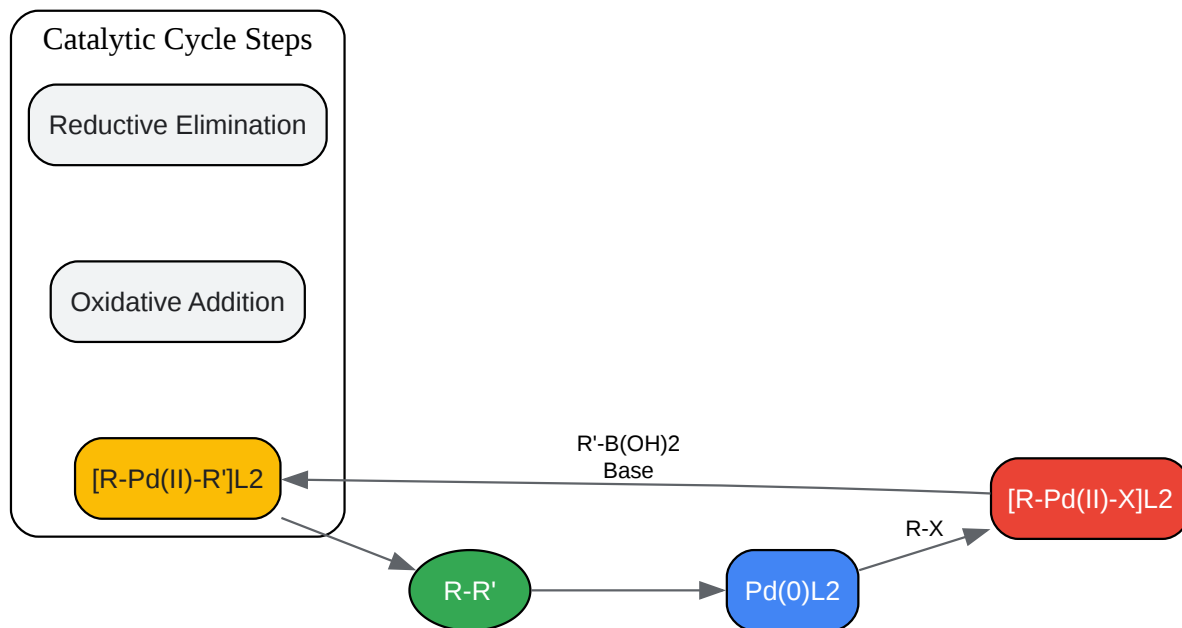 Catalytic Cycle Steps
Reductive Elimination
Oxidative Addition
[R-Pd(II)-R']L2
R'-B(OH)2
Base
[R-Pd(II)-X]L2
R-X
R-R'
Pd(0)L2